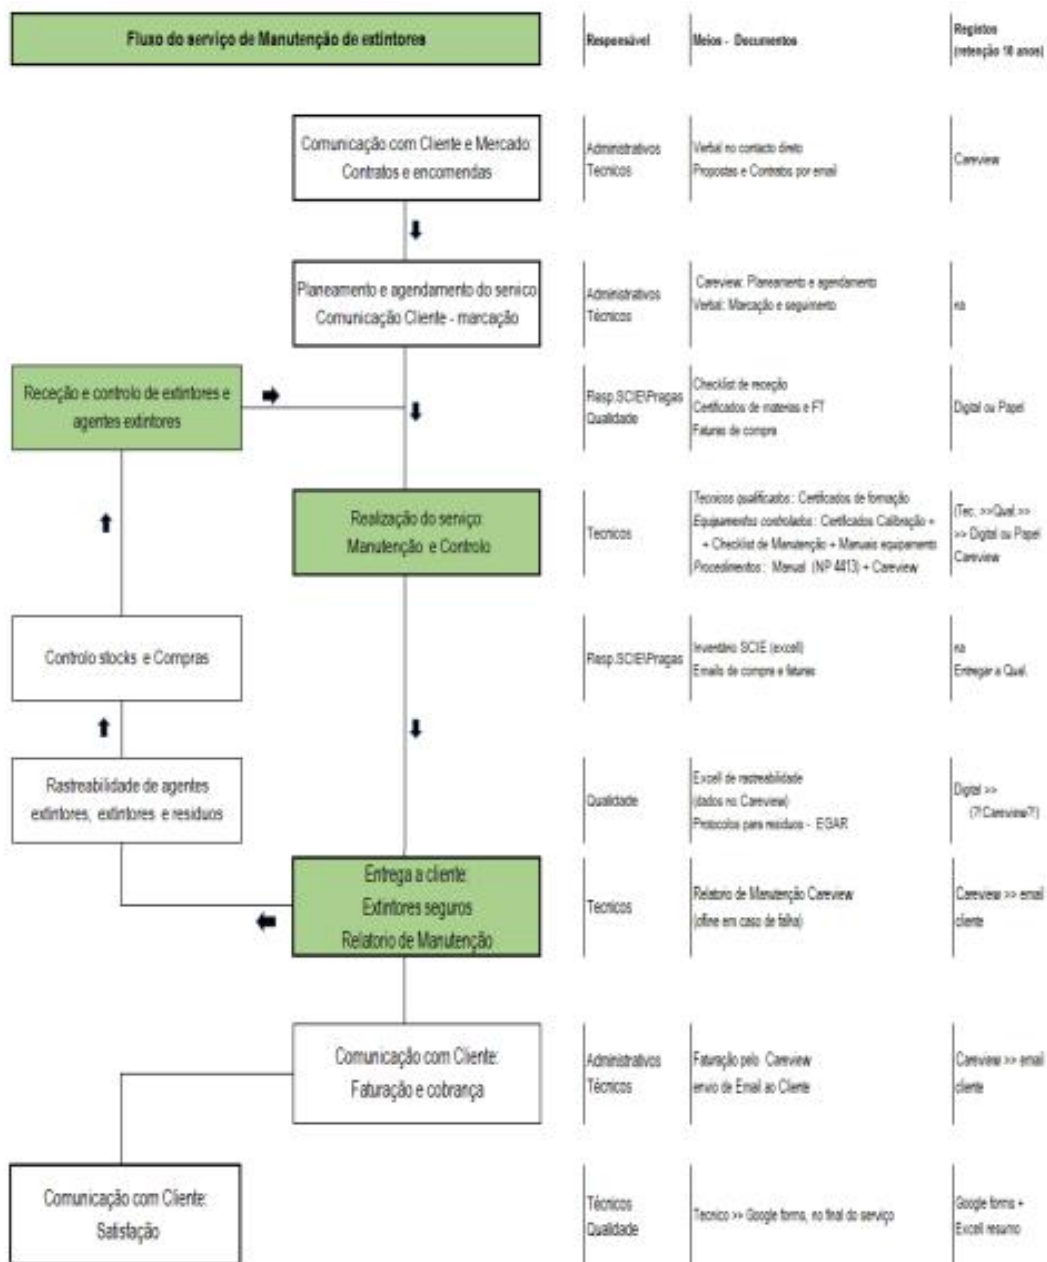 Fluxo do serviço de Manutenção de extintores
Responsável
Meios - Documentos
Registos
(retenção 10 anos)
Comunicação com Cliente e Mercado:
Contratos e encomendas
Administrativos
Técnicos
Verbal no contacto direto
Propostas e Contratos por email
Careview
Planeamento e agendamento do servico
Comunicação Cliente - marcação
Administrativos
Técnicos
Careview: Planeamento e agendamento
Verbal: Marcação e seguimento
na
Receção e controlo de extintores e
agentes extintores
Resp.SCIE\Pragas
Qualidade
Checklist de receção
Certificados de materias e FT
Faturas de compra
Digital ou Papel
Realização do serviço:
Manutenção e Controlo
Tecnicos
Tecnicos qualificados: Certificados de formação
Equipamentos controlados: Certificados Calibração +
+ Checklist de Manutenção + Manuais equipamento
Procedimentos: Manual (NP 4413) + Careview
(Tec. >>Qual.>>
>> Digital ou Papel
Careview
Controlo stocks e Compras
Resp.SCIE\Pragas
Inventário SCIE (excell)
Emails de compra e faturas
na
Entregar a Qual.
Rastreabilidade de agentes
extintores, extintores e residuos
Qualidade
Excell de rastreabilidade
(dados no Careview)
Protocolos para residuos - EGAR
Digital >>
(?!Careview?!)
Entrega a cliente:
Extintores seguros
Relatorio de Manutenção
Tecnicos
Relatorio de Manutenção Careview
(ofline em caso de falha)
Careview >> email
cliente
Comunicação com Cliente:
Faturação e cobrança
Administrativos
Técnicos
Faturação pelo Careview
envio de Email ao Cliente
Careview >> email
cliente
Comunicação com Cliente:
Satisfação
Técnicos
Qualidade
Tecnico >> Google forms, no final do serviço
Google forms +
Excell resumo